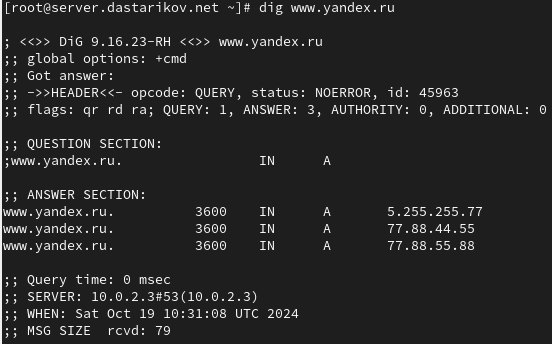 [root@server.dastarikov.net ~]# dig www.yandex.ru
; <<>> DiG 9.16.23-RH <<>> www.yandex.ru
;; global options: +cmd
;; Got answer:
;; ->>HEADER<<- opcode: QUERY, status: NOERROR, id: 45963
;; flags: qr rd ra; QUERY: 1, ANSWER: 3, AUTHORITY: 0, ADDITIONAL: 0
;; QUESTION SECTION:
;www.yandex.ru. IN A
;; ANSWER SECTION:
www.yandex.ru. 3600 IN A 5.255.255.77
www.yandex.ru. 3600 IN A 77.88.44.55
www.yandex.ru. 3600 IN A 77.88.55.88
;; Query time: 0 msec
;; SERVER: 10.0.2.3#53(10.0.2.3)
;; WHEN: Sat Oct 19 10:31:08 UTC 2024
;; MSG SIZE rcvd: 79